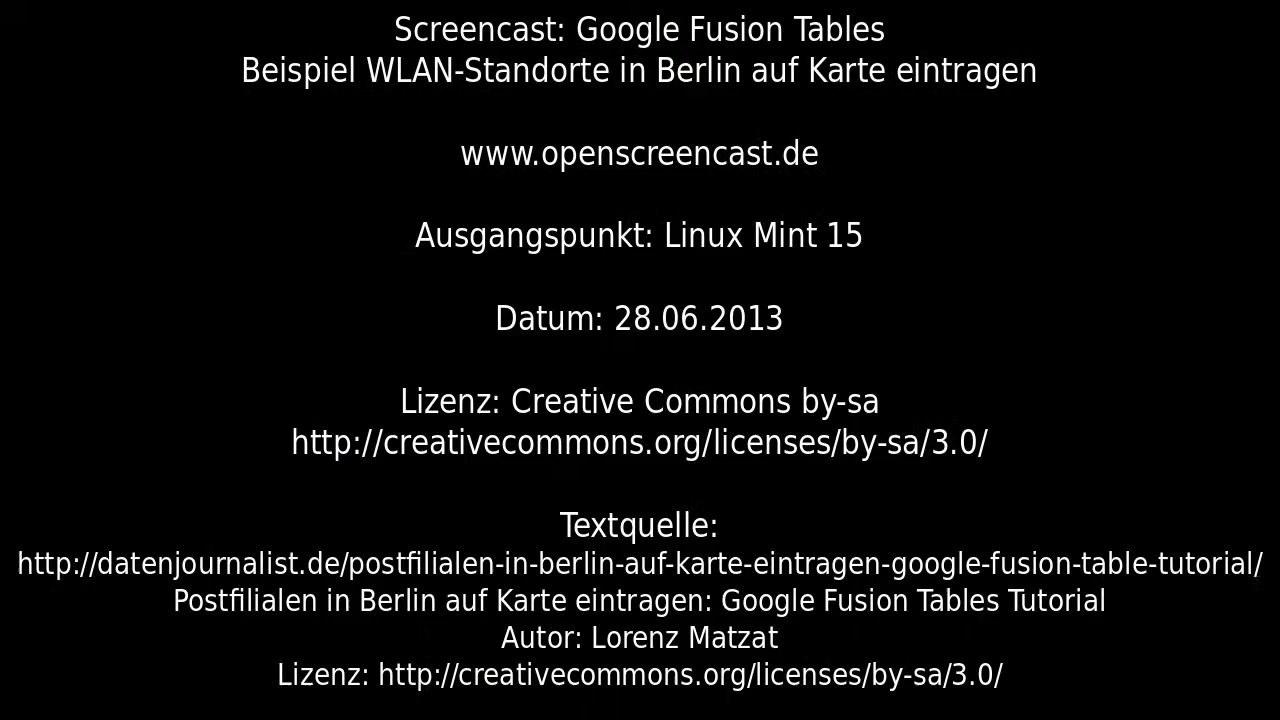 Screencast: Google Fusion Tables
Beispiel WLAN-Standorte in Berlin auf Karte eintragen
www.openscreencast.de
Ausgangspunkt: Linux Mint 15
Datum: 28.06.2013
Lizenz: Creative Commons by-sa
http://creativecommons.org/licenses/by-sa/3.0/
Textquelle:
http://datenjournalist.de/postfilialen-in-berlin-auf-karte-eintragen-google-fusion-table-tutorial/
Postfilialen in Berlin auf Karte eintragen: Google Fusion Tables Tutorial
Autor: Lorenz Matzat
Lizenz: http://creativecommons.org/licenses/by-sa/3.0/